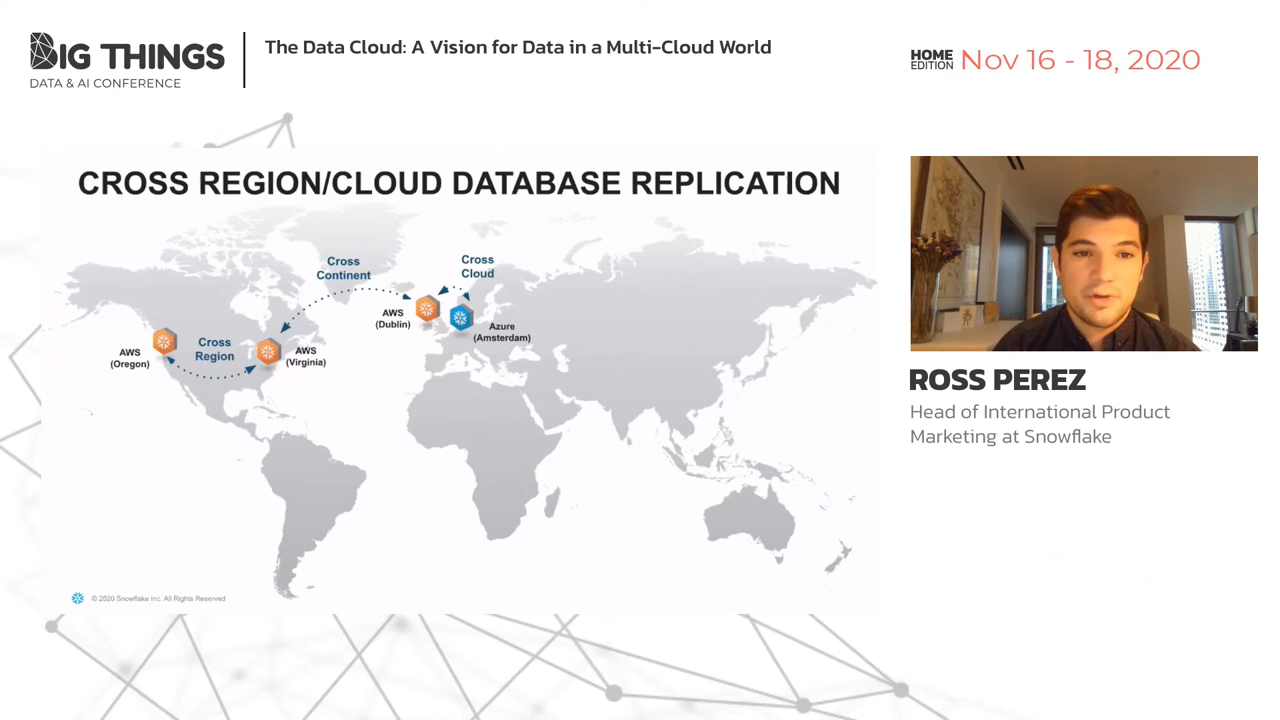 BIG THINGS
DATA & AI CONFERENCE
The Data Cloud: A Vision for Data in a Multi-Cloud World
HOME
EDITION
Nov 16 - 18, 2020
CROSS REGION/CLOUD DATABASE REPLICATION
Cross
Continent
Cross
Cloud
AWS
(Dublin)
Azure
(Amsterdam)
AWS
(Oregon)
Cross
Region
AWS
(Virginia)
© 2020 Snowflake Inc. All Rights Reserved
ROSS PEREZ
Head of International Product
Marketing at Snowflake